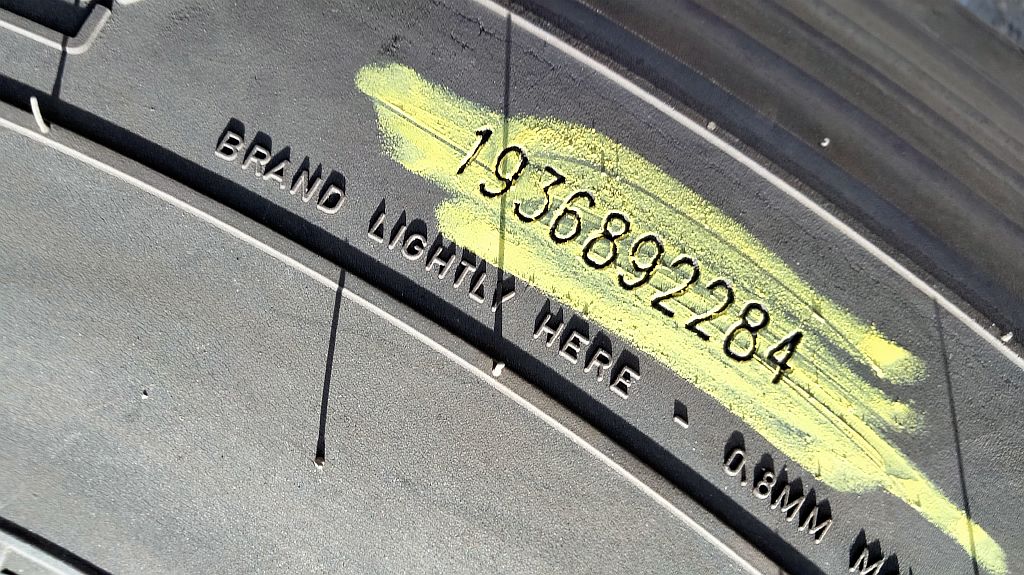 1936892284
BRAND LIGHTLY HERE - 0.8MM